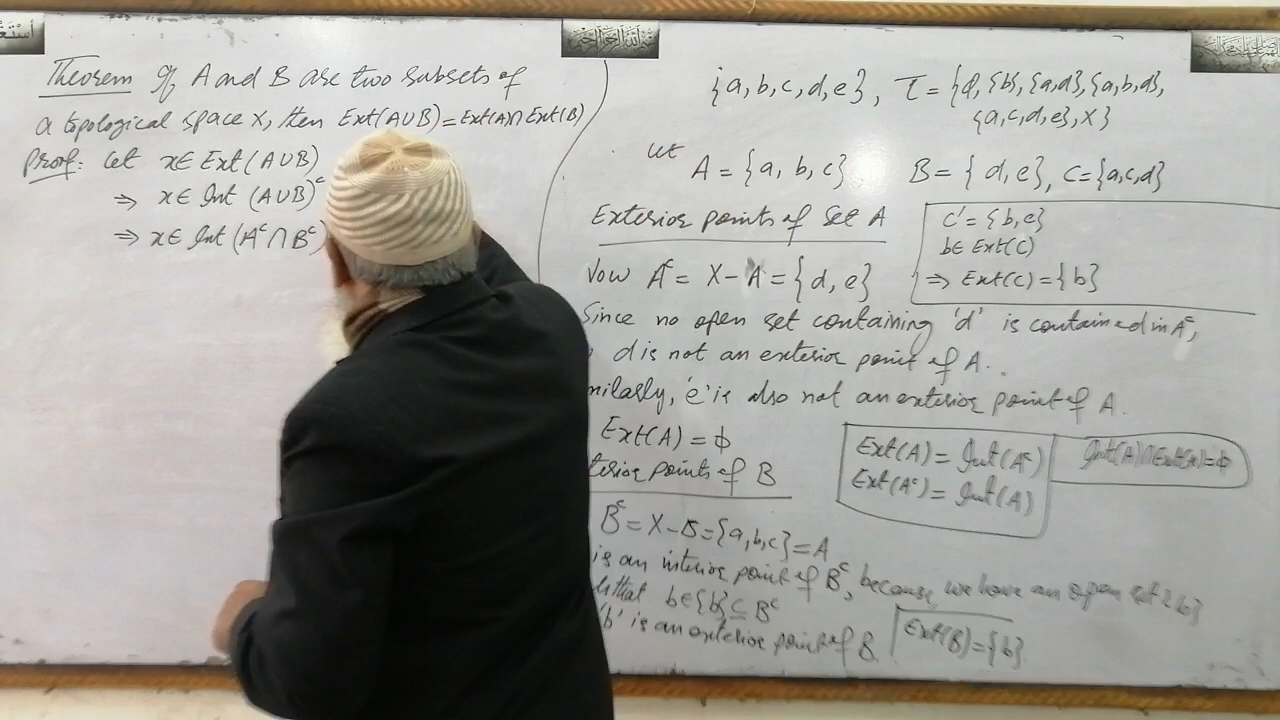 Theorem If A and B are two subsets of
a topological space X, then Ext(A∪B) = Ext(A)∩Ext(B)
Proof: Let x∈ Ext(A∪B)
⇒ x∈ Int (A∪B)ᶜ
⇒ x∈ Int (Aᶜ∩Bᶜ)
{a, b, c, d, e}, τ = {φ, {b}, {a,d}, {a,b,d},
{a,c,d,e}, X}
Let A = {a, b, c} B = {d, e}, C = {a,c,d}
Exterior points of Set A
C' = {b,e}
b∈ Ext(C)
⇒ Ext(C) = {b}
Now Aᶜ = X – A = {d, e}
Since no open set containing 'd' is contained in Aᶜ,
d is not an exterior point of A.
milarly, 'e' is also not an exterior point of A.
Ext(A) = φ
Ext(A) = Int(Aᶜ)
Ext(Aᶜ) = Int(A)
Int(A)∩Ext(A)=φ
terior points of B
Bᶜ = X – B = {a,b,c} = A
is an interior point of Bᶜ, because we have an open set {b}
that b∈{b}⊆Bᶜ
'b' is an exterior point of B.
Ext(B) = {b}